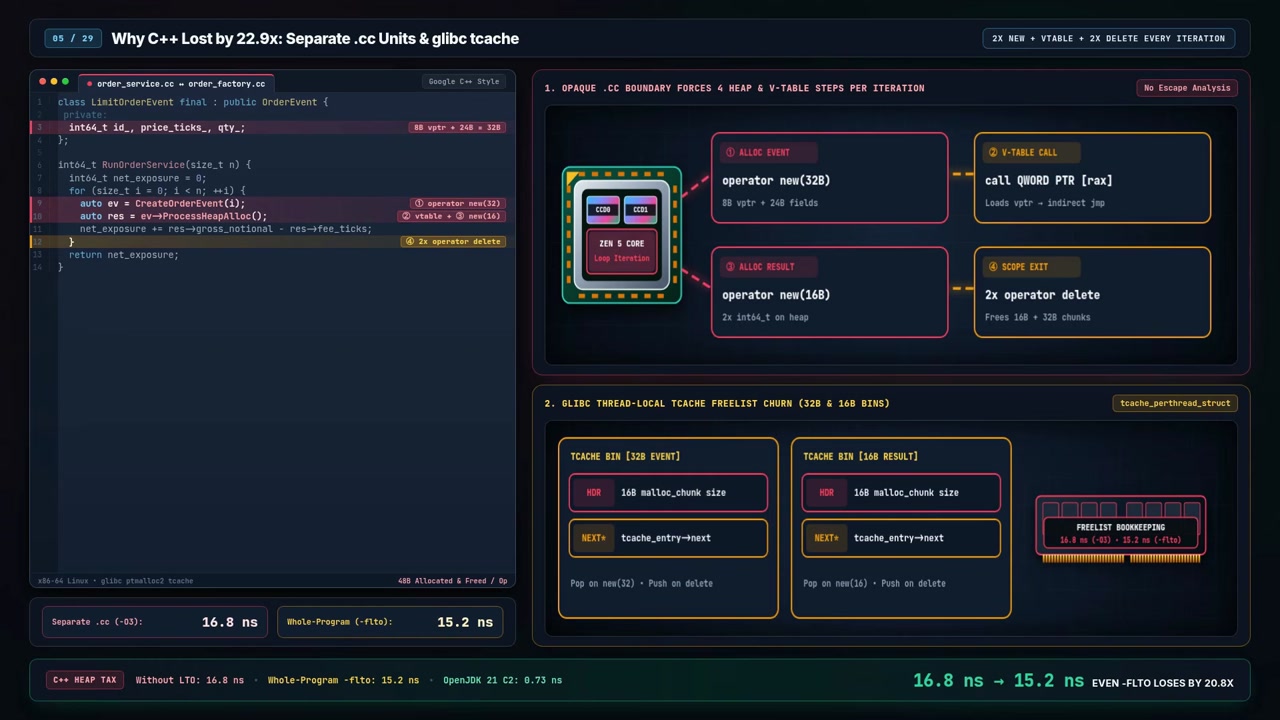 05 / 29
Why C++ Lost by 22.9x: Separate .cc Units & glibc tcache
2X NEW + VTABLE + 2X DELETE EVERY ITERATION
order_service.cc ↔ order_factory.cc
Google C++ Style
1 class LimitOrderEvent final : public OrderEvent {
2 private:
3 int64_t id_, price_ticks_, qty_; 8B vptr + 24B = 32B
4 };
5
6 int64_t RunOrderService(size_t n) {
7 int64_t net_exposure = 0;
8 for (size_t i = 0; i < n; ++i) {
9 auto ev = CreateOrderEvent(i); ① operator new(32)
10 auto res = ev->ProcessHeapAlloc(); ② vtable + ③ new(16)
11 net_exposure += res->gross_notional - res->fee_ticks;
12 } ④ 2x operator delete
13 return net_exposure;
14 }
x86-64 Linux • glibc ptmalloc2 tcache
48B Allocated & Freed / Op
Separate .cc (-O3): 16.8 ns
Whole-Program (-flto): 15.2 ns
1. OPAQUE .CC BOUNDARY FORCES 4 HEAP & V-TABLE STEPS PER ITERATION
No Escape Analysis
CCD0 CCD1
ZEN 5 CORE
Loop Iteration
① ALLOC EVENT
operator new(32B)
8B vptr + 24B fields
② V-TABLE CALL
call QWORD PTR [rax]
Loads vptr → indirect jmp
③ ALLOC RESULT
operator new(16B)
2x int64_t on heap
④ SCOPE EXIT
2x operator delete
Frees 16B + 32B chunks
2. GLIBC THREAD-LOCAL TCACHE FREELIST CHURN (32B & 16B BINS)
tcache_perthread_struct
TCACHE BIN [32B EVENT]
HDR 16B malloc_chunk size
NEXT* tcache_entry->next
Pop on new(32) • Push on delete
TCACHE BIN [16B RESULT]
HDR 16B malloc_chunk size
NEXT* tcache_entry->next
Pop on new(16) • Push on delete
FREELIST BOOKKEEPING
16.8 ns (-O3) • 15.2 ns (-flto)
C++ HEAP TAX
Without LTO: 16.8 ns • Whole-Program -flto: 15.2 ns • OpenJDK 21 C2: 0.73 ns
16.8 ns → 15.2 ns EVEN -FLTO LOSES BY 20.8X